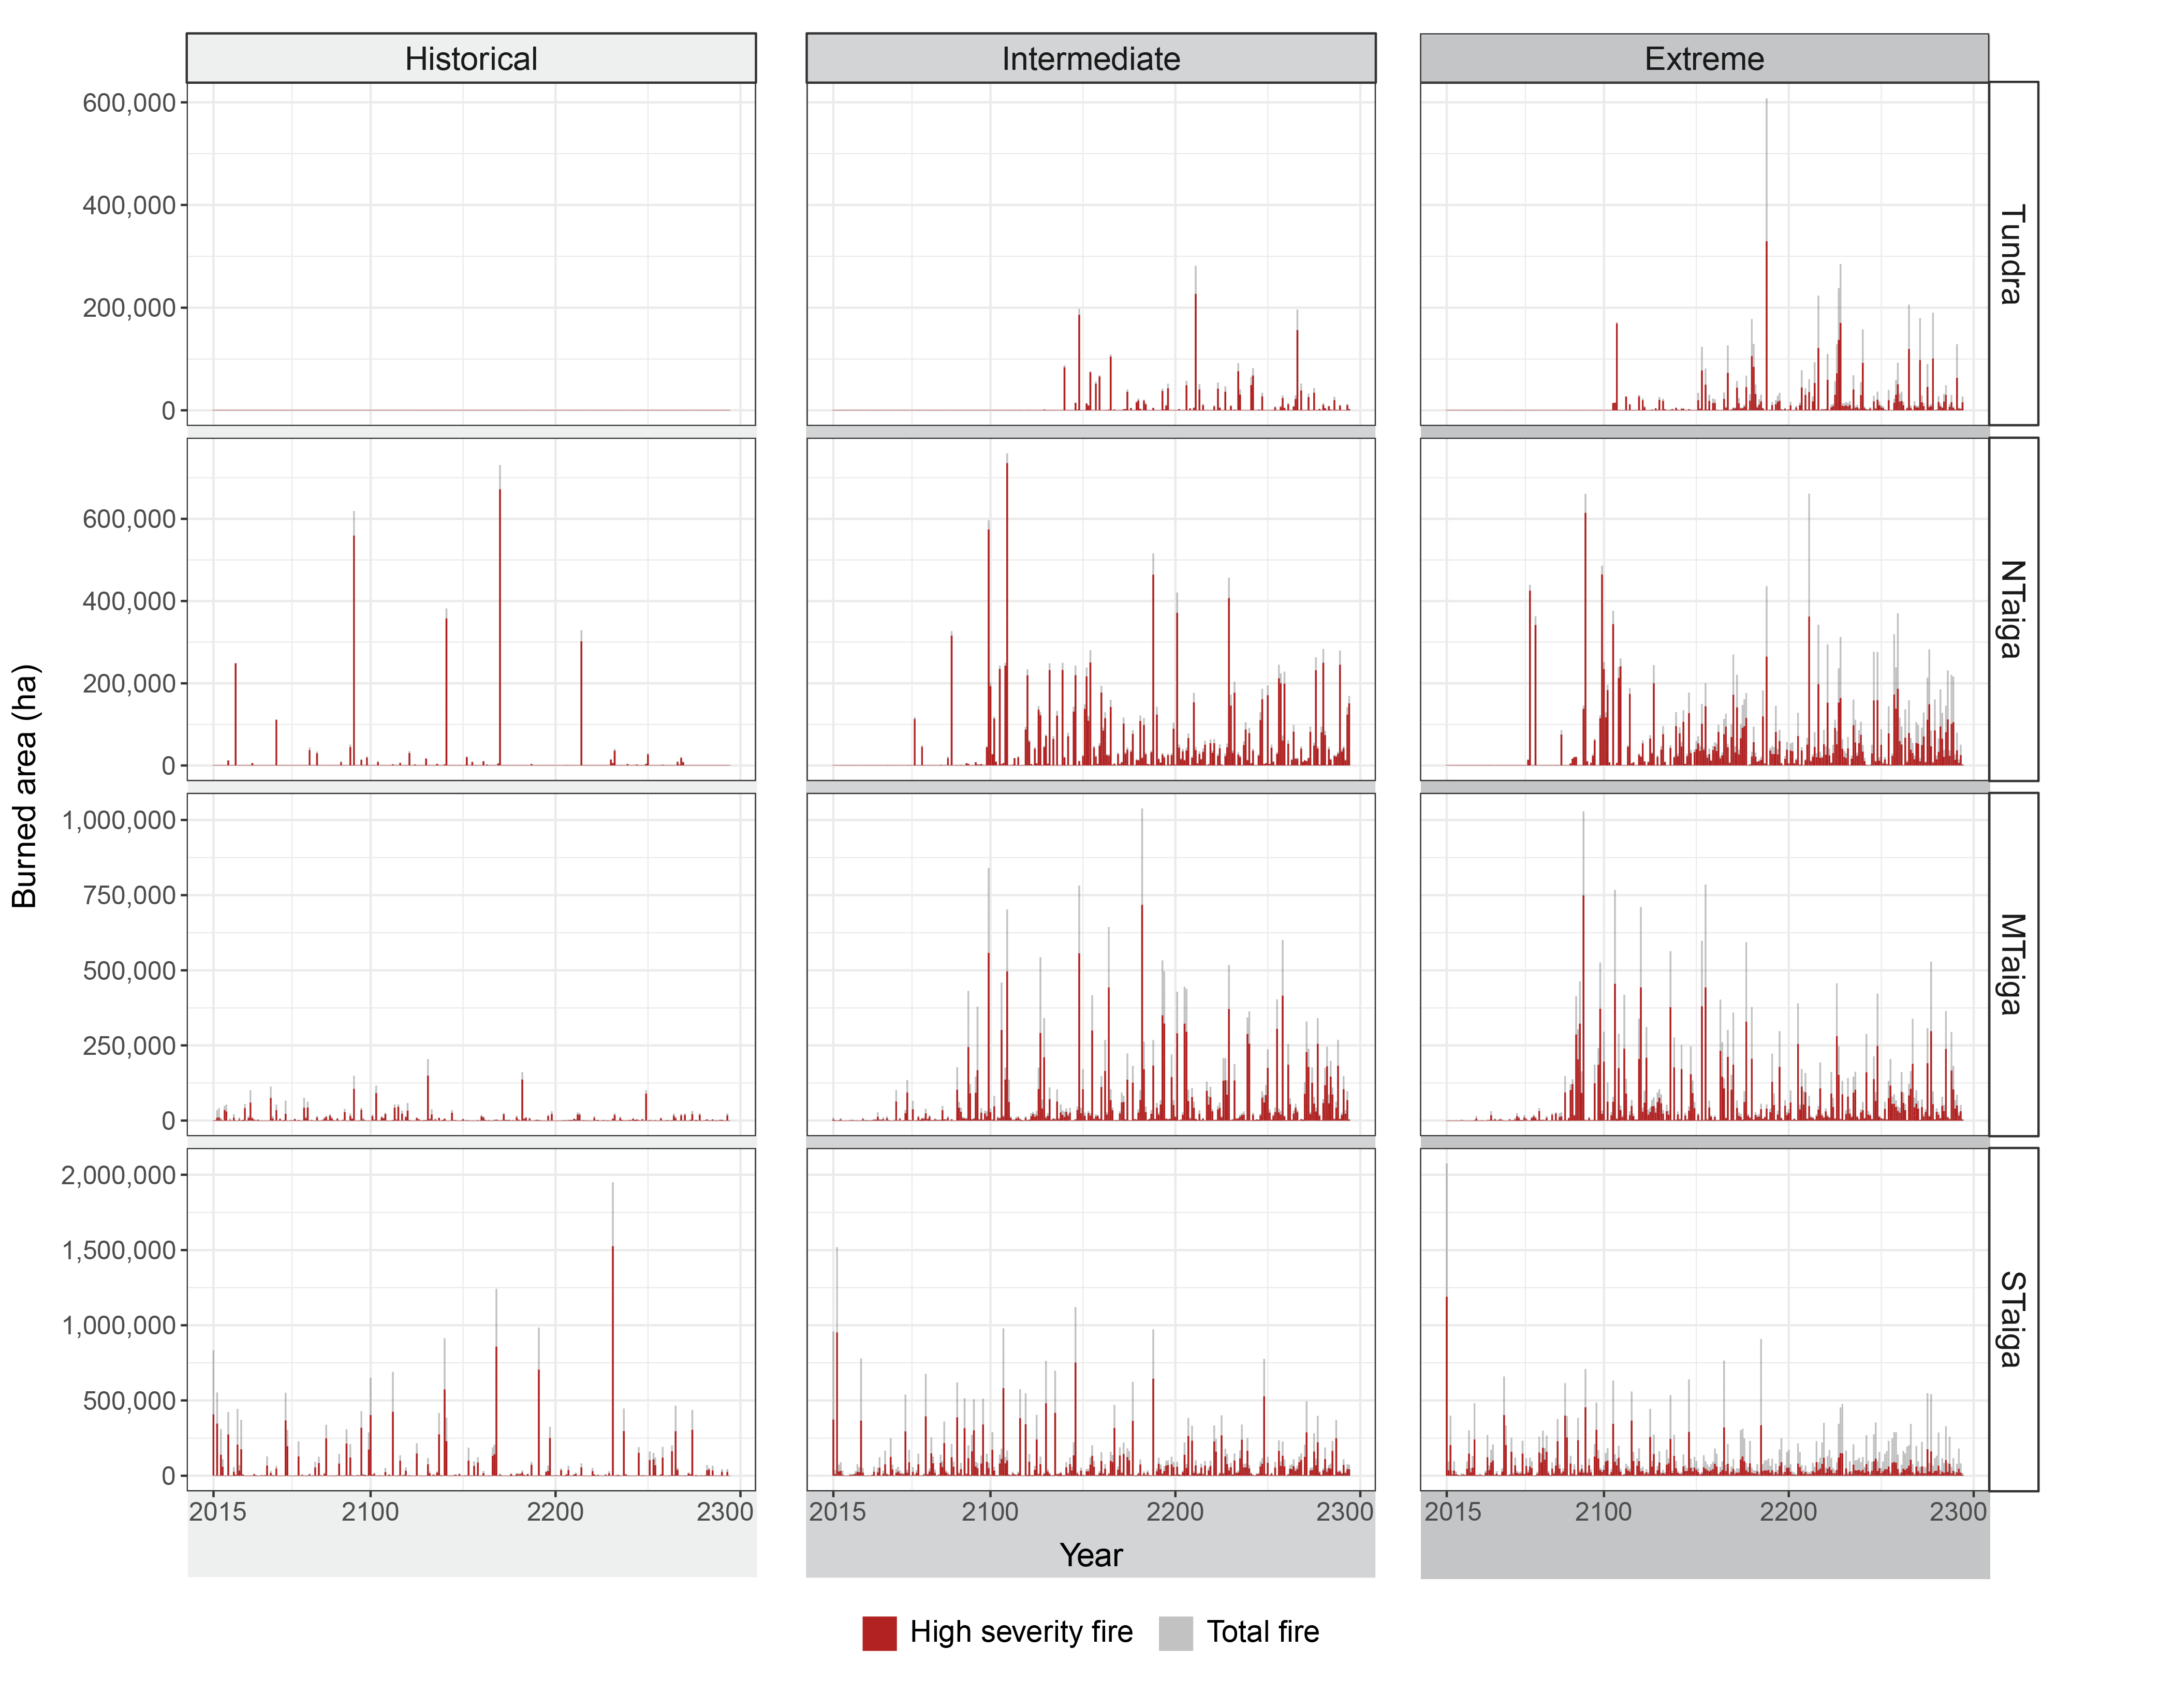 Historical
Intermediate
Extreme
600,000
400,000
200,000
0
Tundra
600,000
400,000
200,000
0
NTaiga
Burned area (ha)
1,000,000
750,000
500,000
250,000
0
MTaiga
2,000,000
1,500,000
1,000,000
500,000
0
STaiga
2015 2100 2200 2300
2015 2100 2200 2300
2015 2100 2200 2300
Year
High severity fire
Total fire